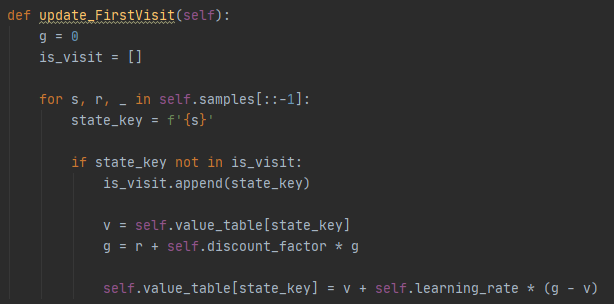 def update_FirstVisit(self):
    g = 0
    is_visit = []

    for s, r, _ in self.samples[::-1]:
        state_key = f'{s}'

        if state_key not in is_visit:
            is_visit.append(state_key)

            v = self.value_table[state_key]
            g = r + self.discount_factor * g

            self.value_table[state_key] = v + self.learning_rate * (g - v)